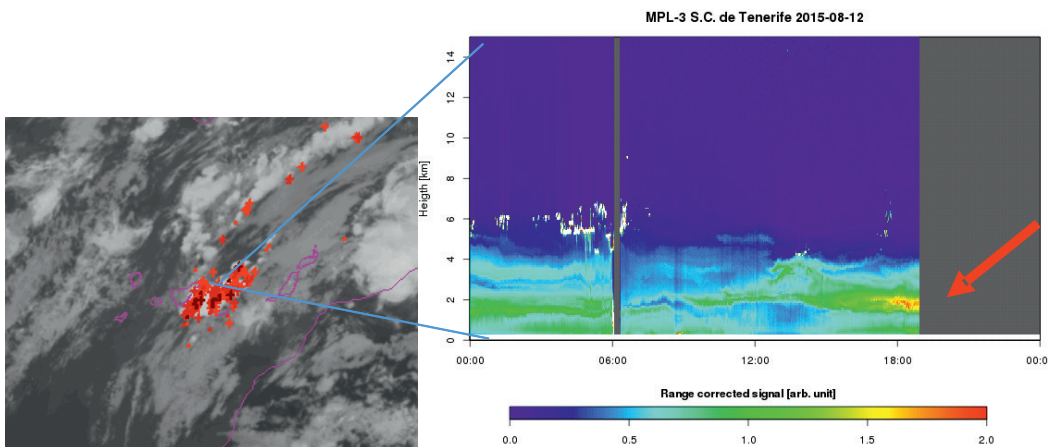 MPL-3 S.C. de Tenerife 2015-08-12
Heigth [km]
14
12
10
8
6
4
2
0
00:00 06:00 12:00 18:00 00:0
Range corrected signal [arb. unit]
0.0 0.5 1.0 1.5 2.0